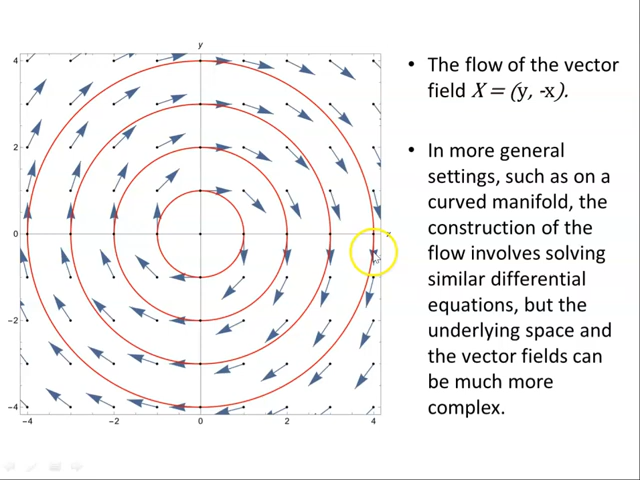 y
4
2
0
−2
−4
−4
−2
0
2
4
• The flow of the vector
field X = (y, -x).
• In more general
settings, such as on a
curved manifold, the
construction of the
flow involves solving
similar differential
equations, but the
underlying space and
the vector fields can
be much more
complex.